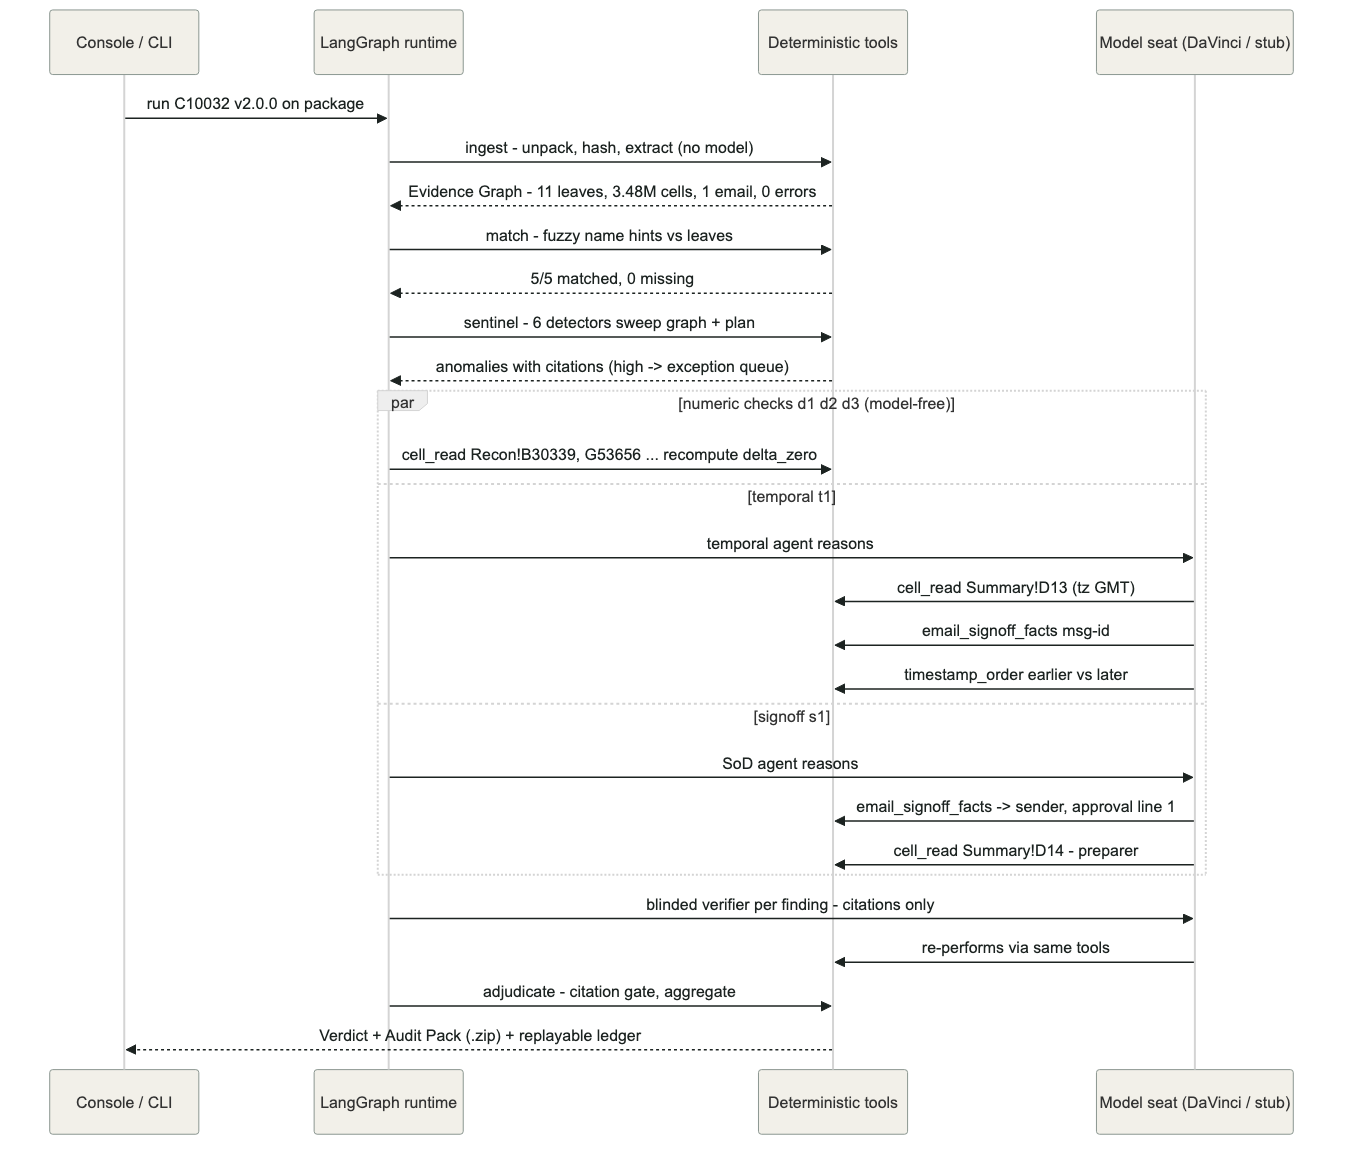 Console / CLI
LangGraph runtime
Deterministic tools
Model seat (DaVinci / stub)
run C10032 v2.0.0 on package
ingest - unpack, hash, extract (no model)
Evidence Graph - 11 leaves, 3.48M cells, 1 email, 0 errors
match - fuzzy name hints vs leaves
5/5 matched, 0 missing
sentinel - 6 detectors sweep graph + plan
anomalies with citations (high -> exception queue)
par
[numeric checks d1 d2 d3 (model-free)]
cell_read Recon!B30339, G53656 ... recompute delta_zero
[temporal t1]
temporal agent reasons
cell_read Summary!D13 (tz GMT)
email_signoff_facts msg-id
timestamp_order earlier vs later
[signoff s1]
SoD agent reasons
email_signoff_facts -> sender, approval line 1
cell_read Summary!D14 - preparer
blinded verifier per finding - citations only
re-performs via same tools
adjudicate - citation gate, aggregate
Verdict + Audit Pack (.zip) + replayable ledger
Console / CLI
LangGraph runtime
Deterministic tools
Model seat (DaVinci / stub)